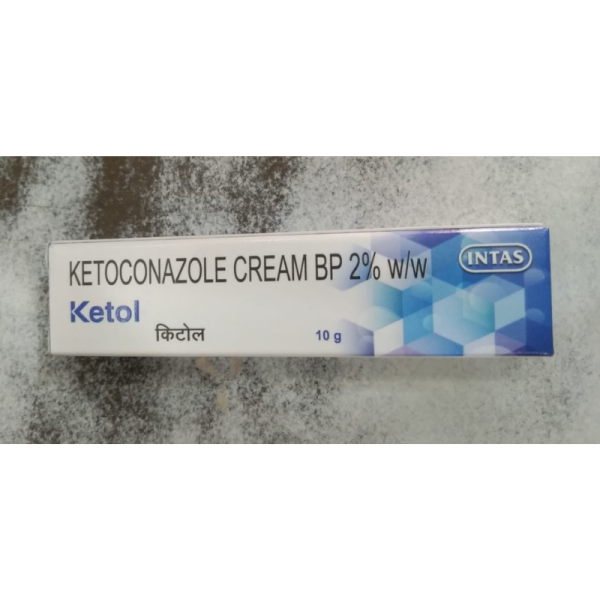 KETOCONAZOLE CREAM BP 2% w/w
INTAS
Ketol
किटोल
10 g